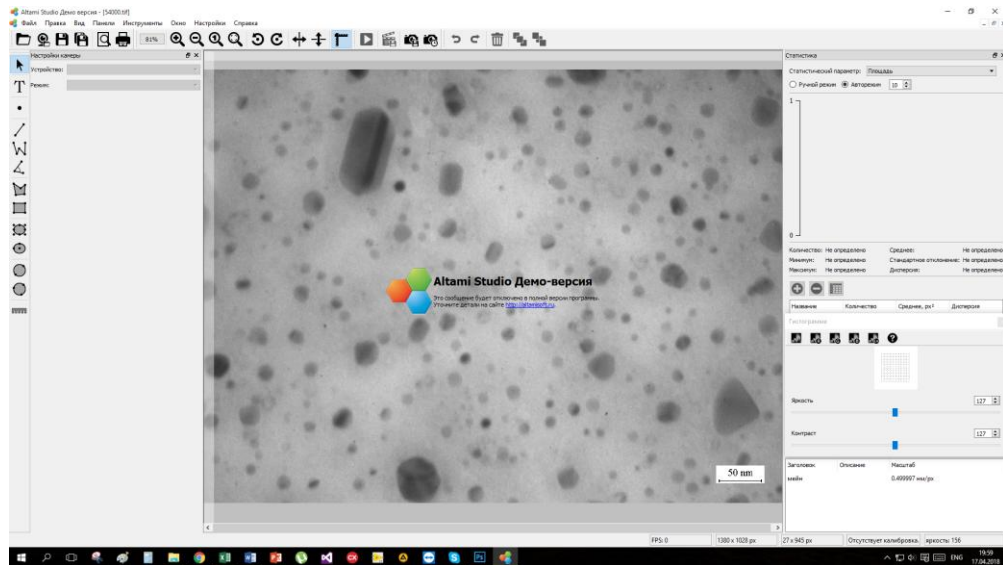 Altami Studio Демо версия - [54000.tif]
Файл Правка Вид Панели Инструменты Окно Настройки Справка
81%
Настройки камеры
Устройство:
Режим:
Altami Studio Демо-версия
Это сообщение будет отключено в полной версии программы.
Уточните детали на сайте http://altamisoft.ru.
50 nm
Статистика
Статистический параметр: Площадь
Ручной режим Авторежим 10
1
0
Количество: Не определено Среднее: Не определено
Минимум: Не определено Стандартное отклонение: Не определено
Максимум: Не определено Дисперсия: Не определено
Название Количество Среднее, px² Дисперсия
Гистограмма
Яркость
127
Контраст
127
Заголовок Описание Масштаб
0.499997 мм/px
FPS: 0 1380 x 1028 px 27 x 945 px Отсутствует калибровка. яркость: 156
ENG 19:59
17.04.2018